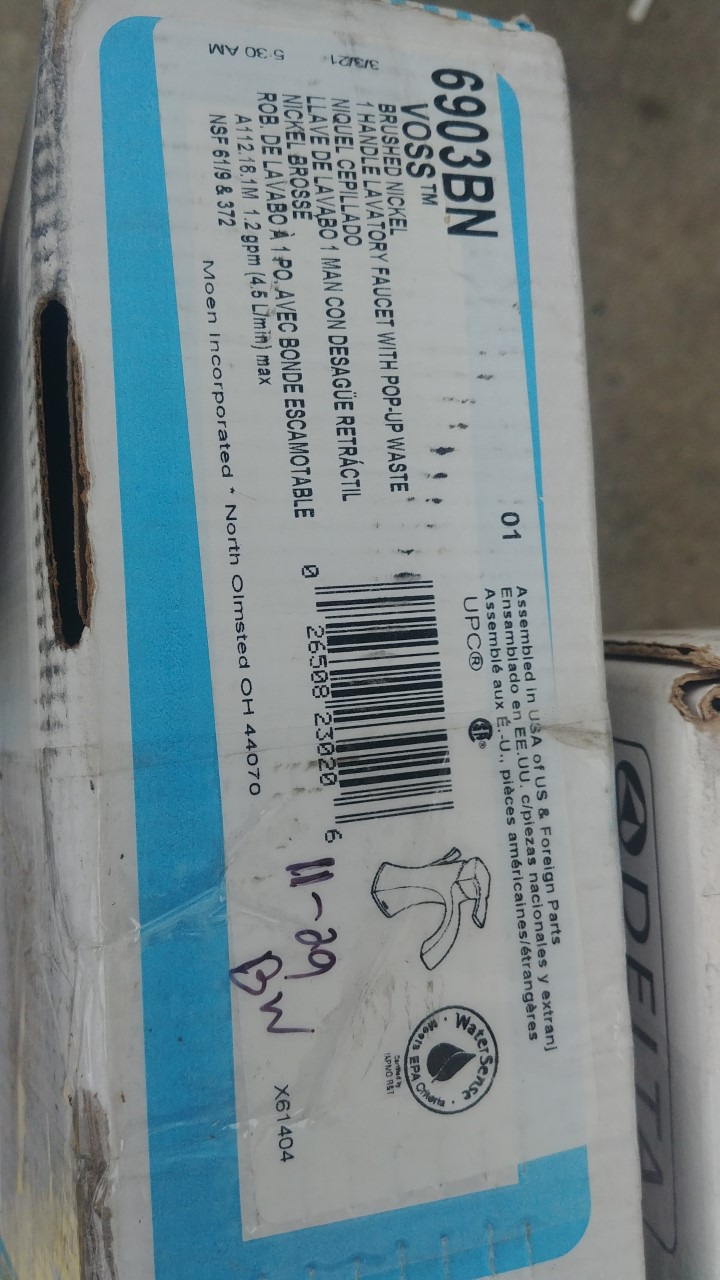 6903BN
VOSS™
BRUSHED NICKEL
1 HANDLE LAVATORY FAUCET WITH POP-UP WASTE
NIQUEL CEPILLADO
LLAVE DE LAVABO 1 MAN CON DESAGÜE RETRÁCTIL
NICKEL BROSSE
ROB. DE LAVABO À 1 PO. AVEC BONDE ESCAMOTABLE
A112.18.1M 1.2 gpm (4.5 L/min) max
NSF 61/9 & 372
Moen Incorporated * North Olmsted OH 44070
3/3/21
5:30 AM
01
Assembled in USA of US & Foreign Parts
Ensamblado en EE.UU. c/piezas nacionales y extranj
Assemblé aux É.-U., pièces américaines/étrangères
UPC®
0 26508 23020 6
WaterSense
Meets EPA Criteria
Certified by
IAPMO R&T
11-29
BW
X61404
DELTA